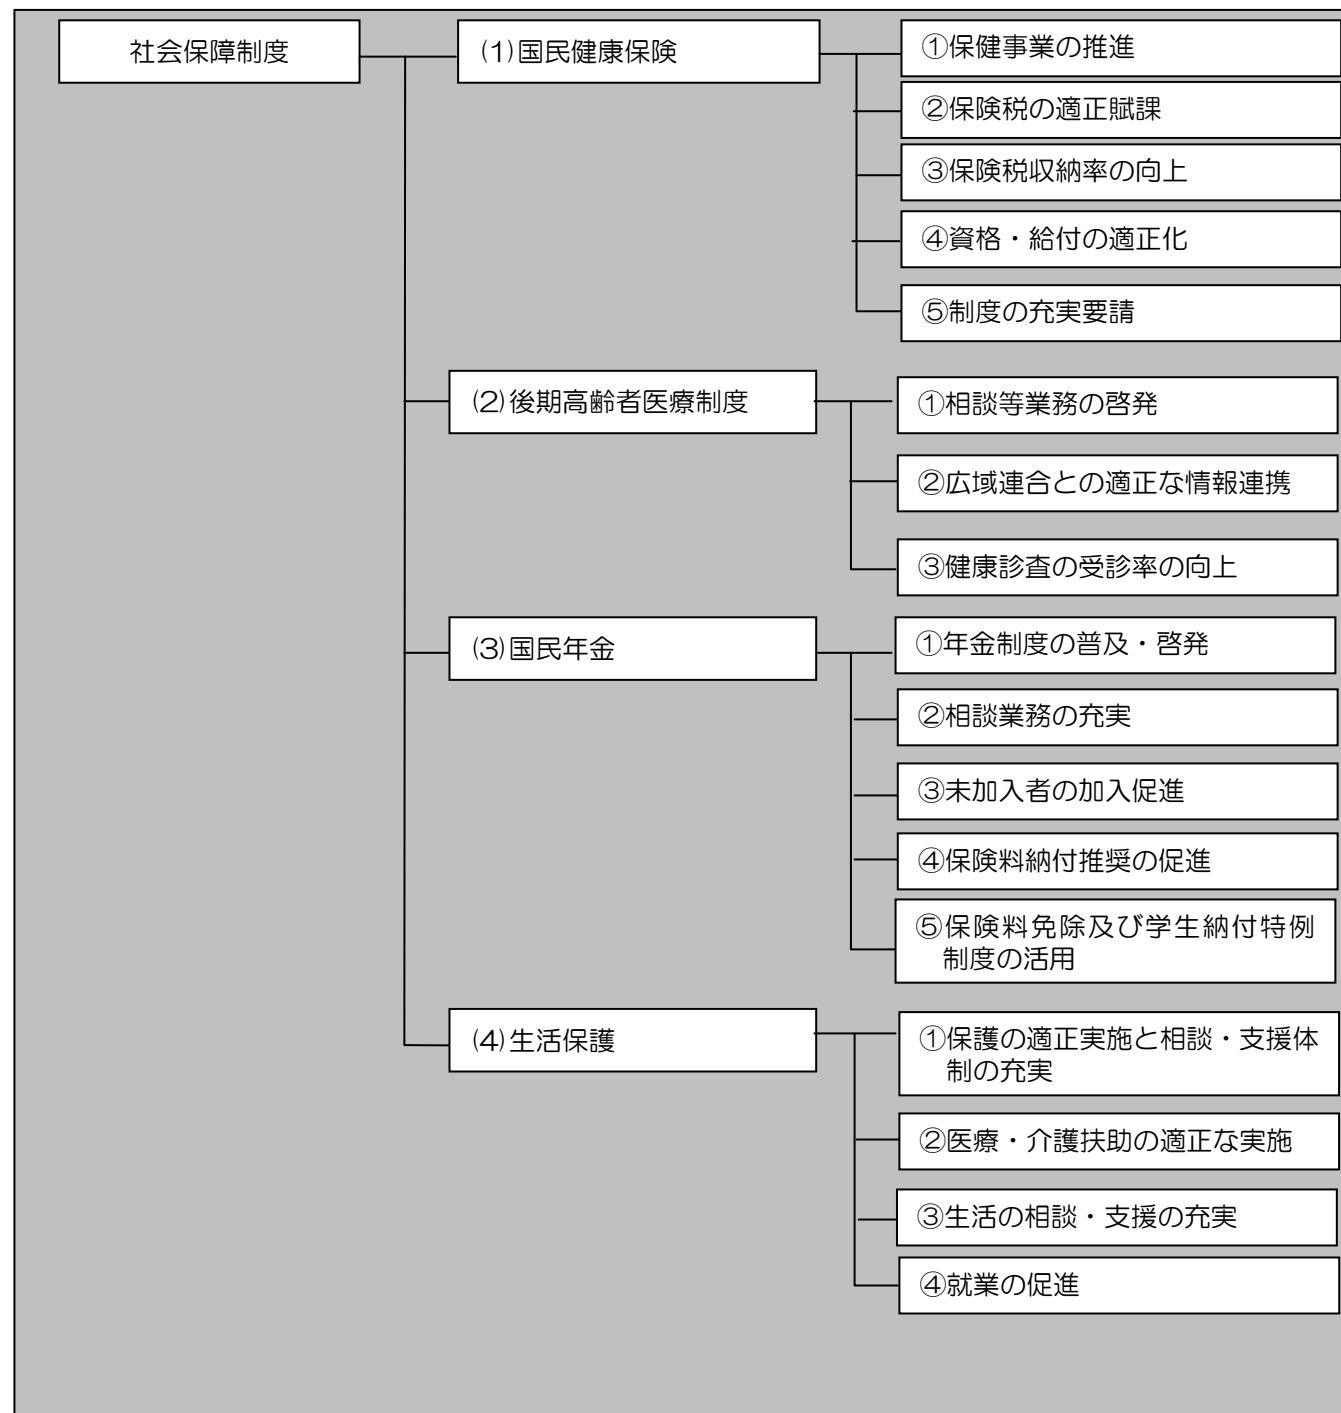 社会保障制度
(1)国民健康保険
①保健事業の推進
②保険税の適正賦課
③保険税収納率の向上
④資格・給付の適正化
⑤制度の充実要請
(2)後期高齢者医療制度
①相談等業務の啓発
②広域連合との適正な情報連携
③健康診査の受診率の向上
(3)国民年金
①年金制度の普及・啓発
②相談業務の充実
③未加入者の加入促進
④保険料納付推奨の促進
⑤保険料免除及び学生納付特例
制度の活用
(4)生活保護
①保護の適正実施と相談・支援体
制の充実
②医療・介護扶助の適正な実施
③生活の相談・支援の充実
④就業の促進